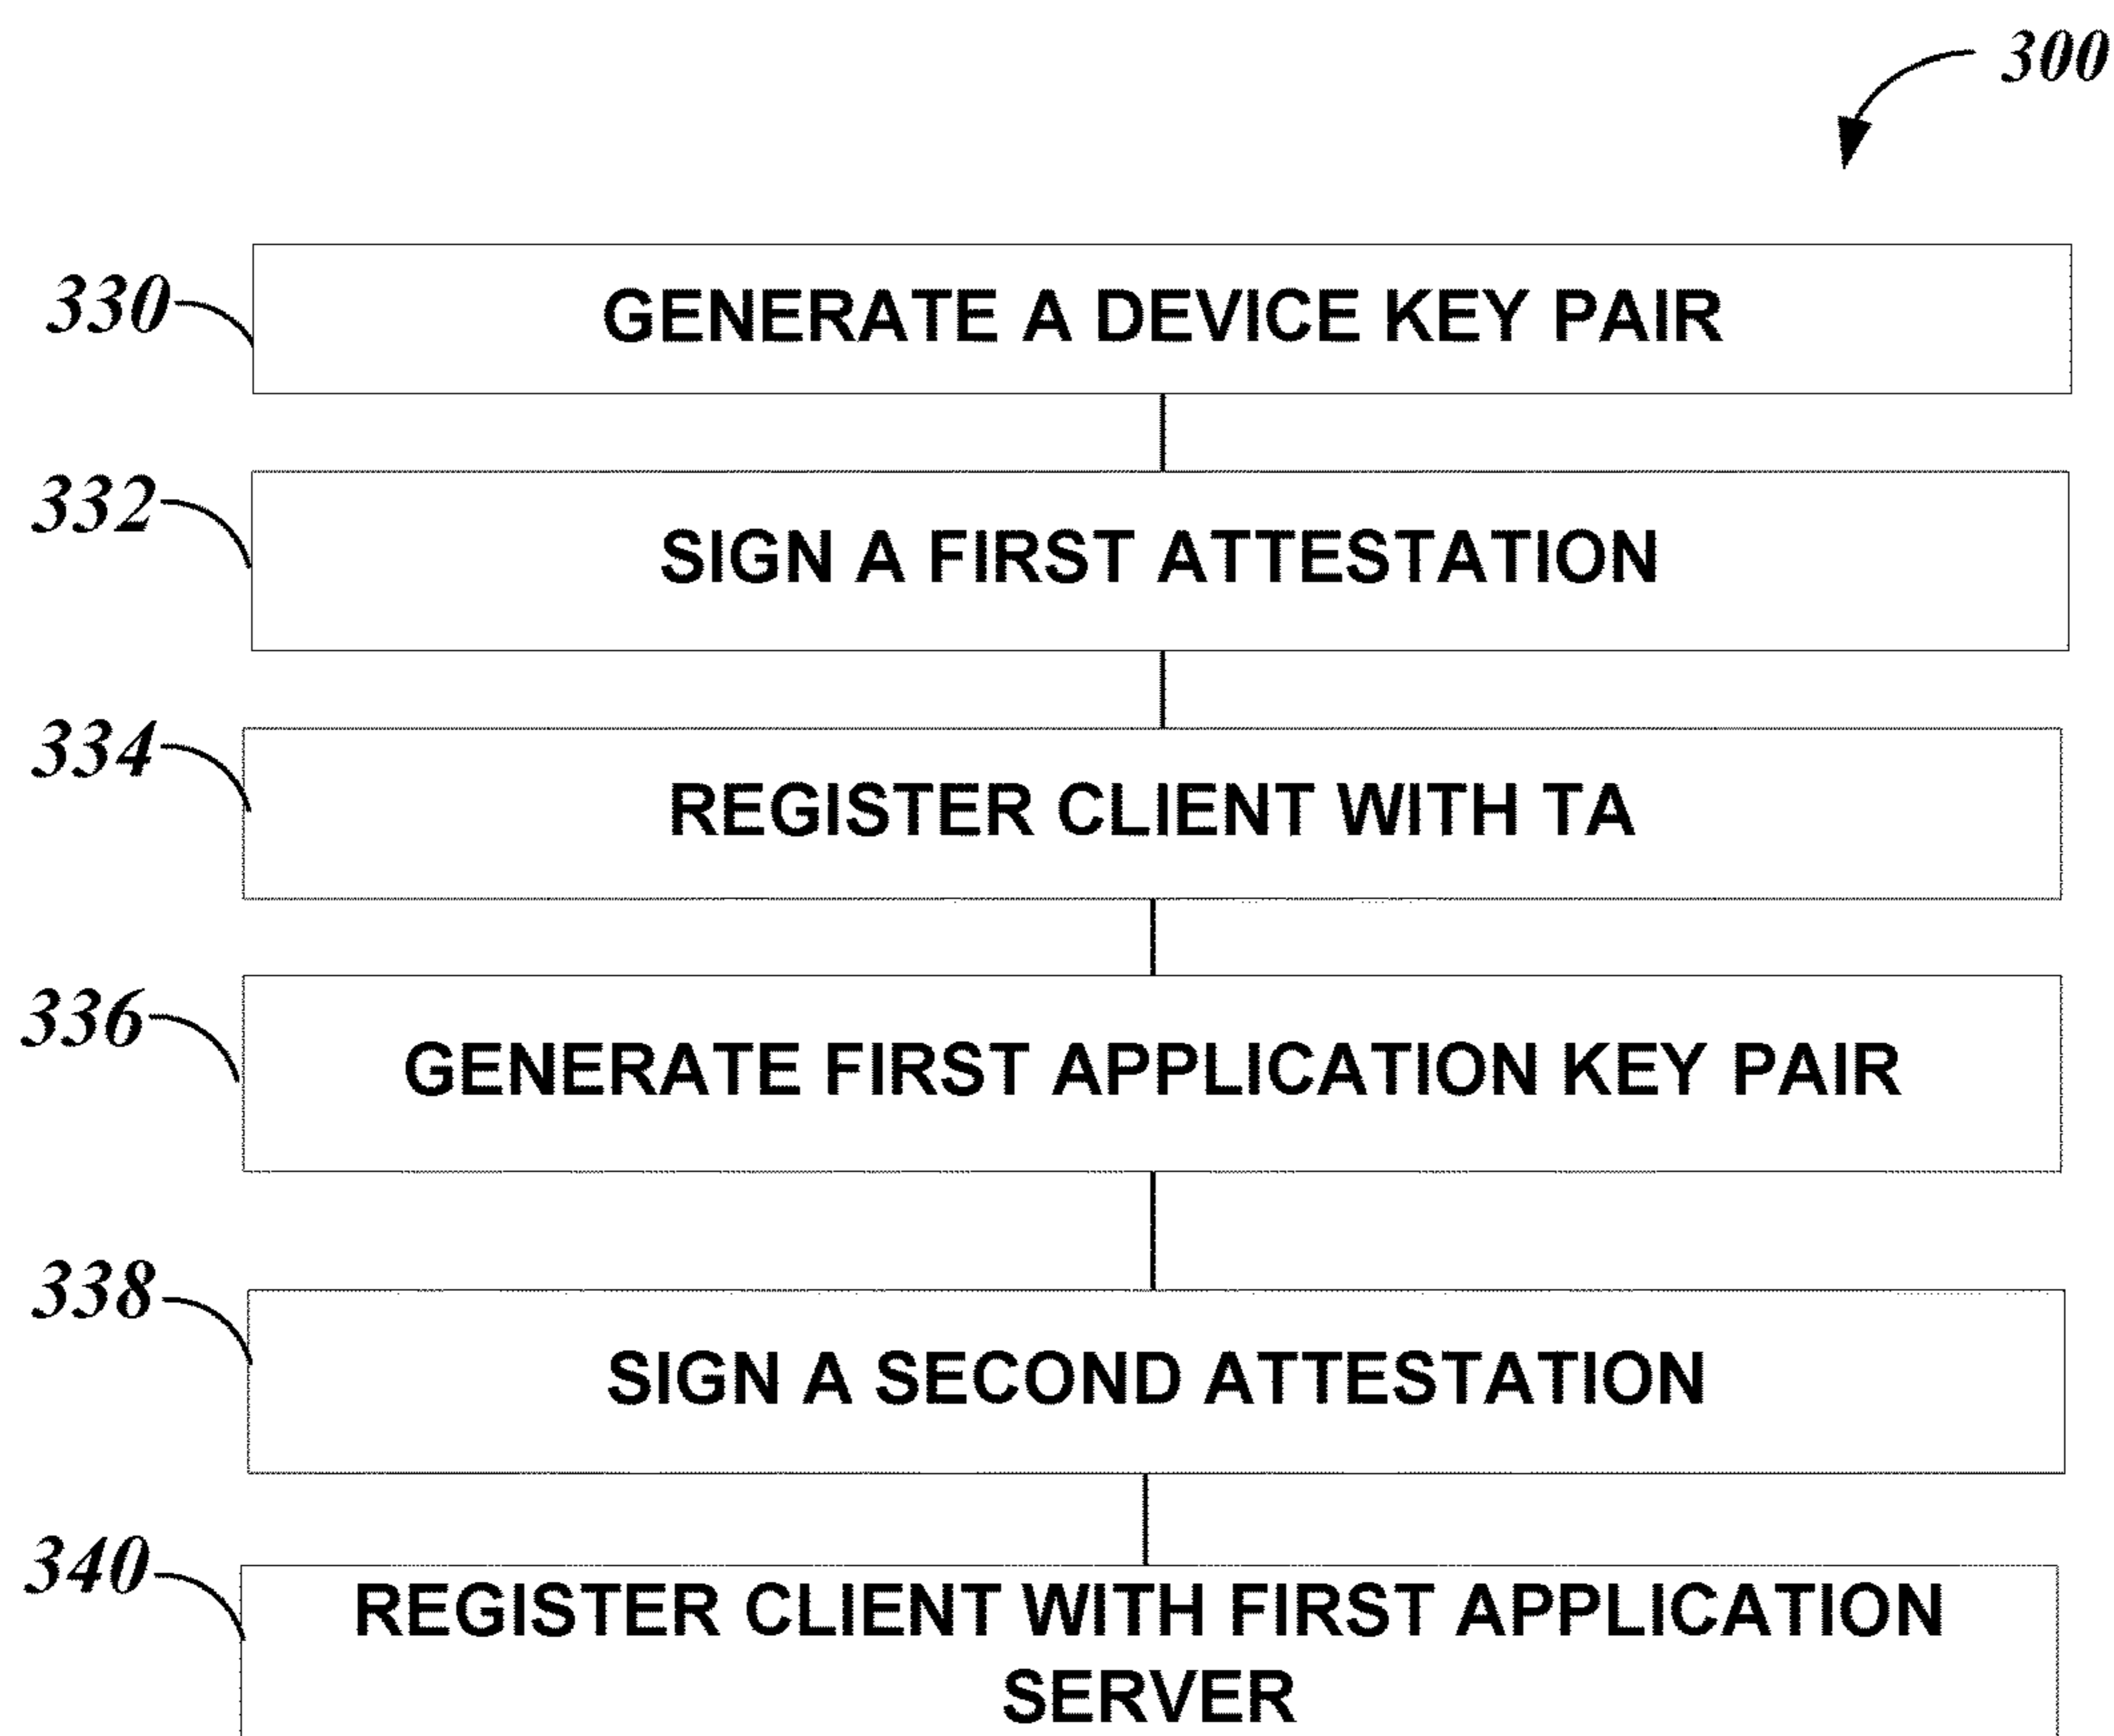 300
330
GENERATE A DEVICE KEY PAIR
332
SIGN A FIRST ATTESTATION
334
REGISTER CLIENT WITH TA
336
GENERATE FIRST APPLICATION KEY PAIR
338
SIGN A SECOND ATTESTATION
340
REGISTER CLIENT WITH FIRST APPLICATION
SERVER